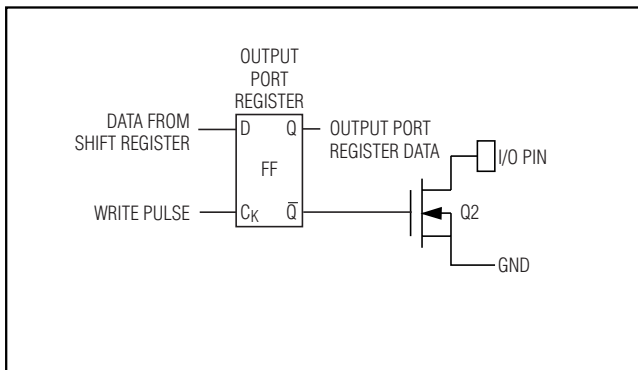 OUTPUT
PORT
REGISTER
DATA FROM
SHIFT REGISTER
D
Q
OUTPUT PORT
REGISTER DATA
FF
WRITE PULSE
CK
Q̅
I/O PIN
Q2
GND